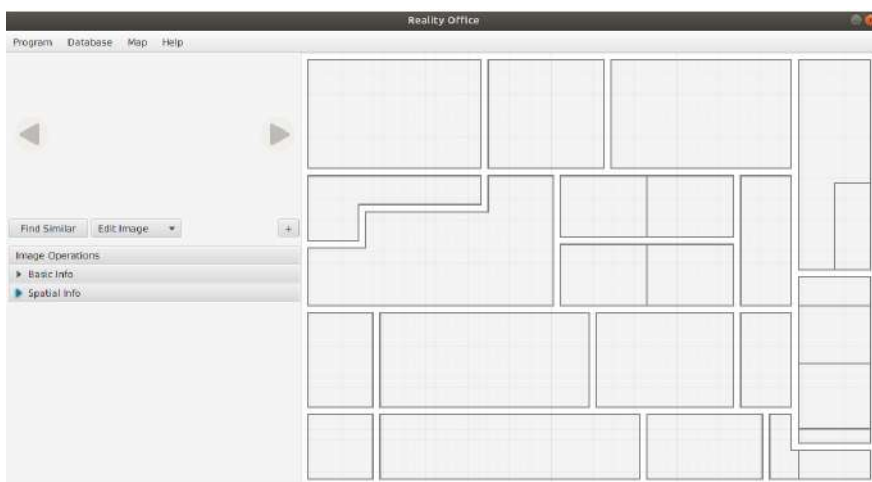 Reality Office
Program Database Map Help
Find Similar Edit Image +
Image Operations
Basic Info
Spatial Info